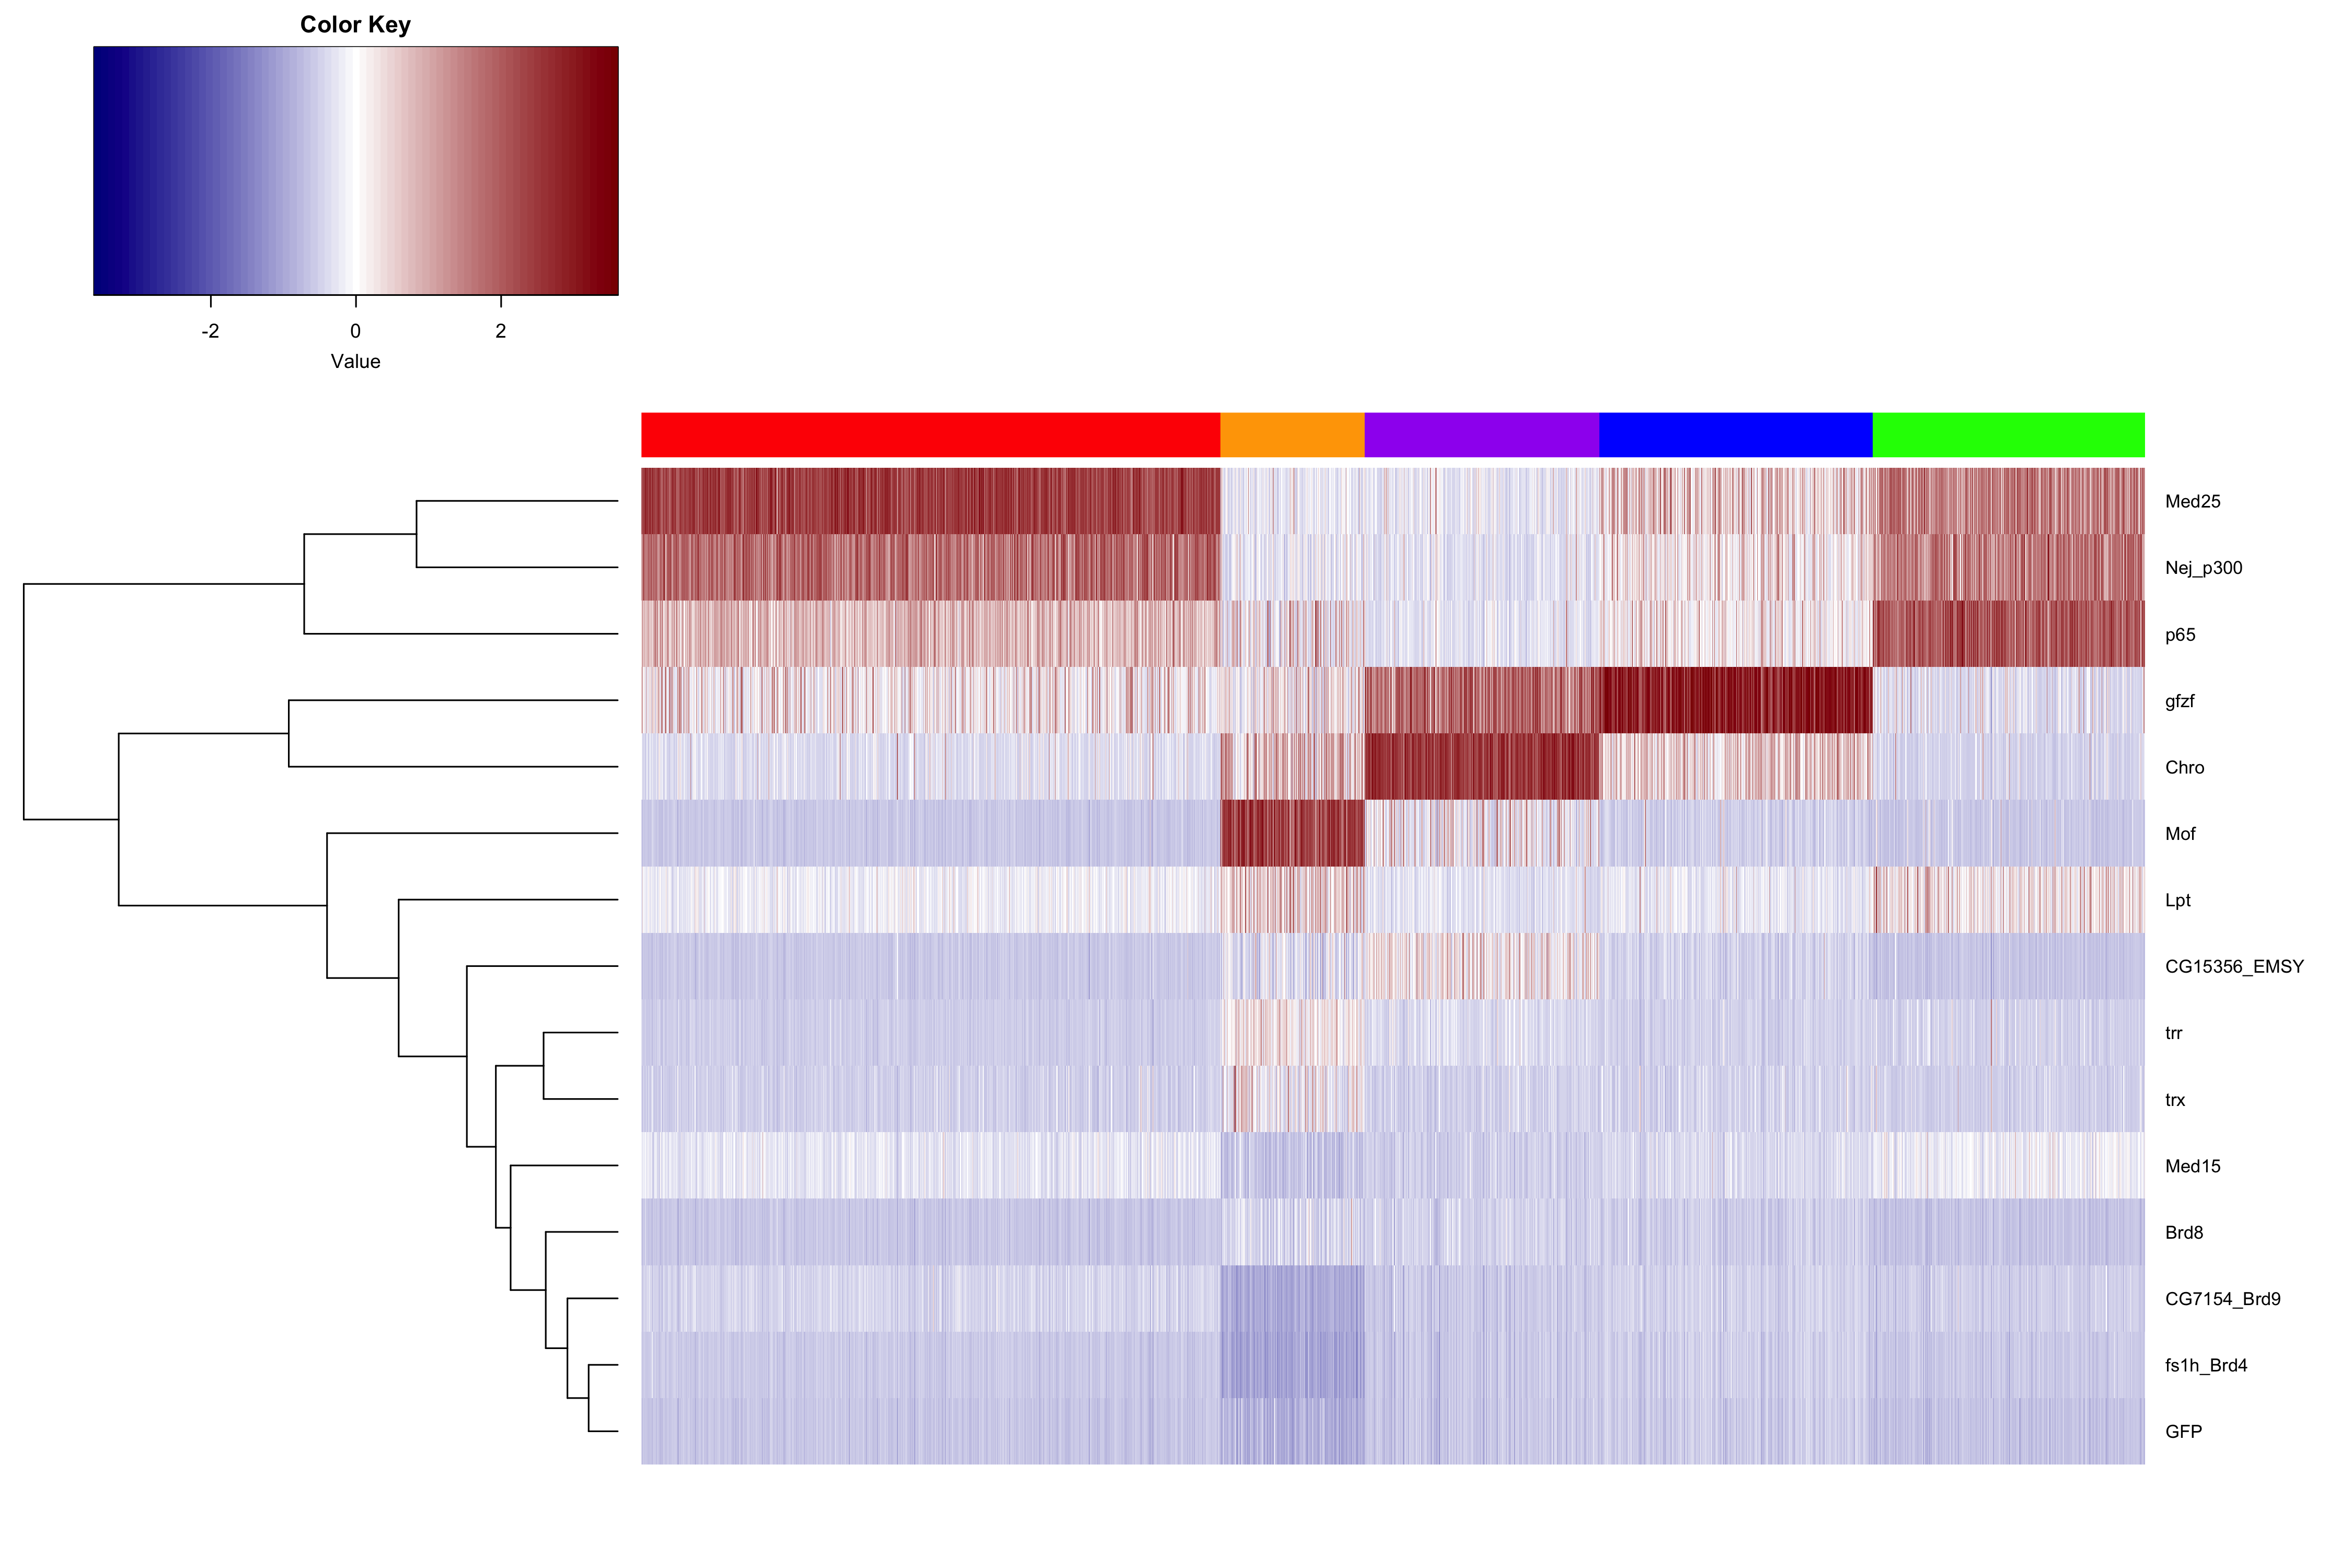 Color Key
-2 0 2
Value
Med25
Nej_p300
p65
gfzf
Chro
Mof
Lpt
CG15356_EMSY
trr
trx
Med15
Brd8
CG7154_Brd9
fs1h_Brd4
GFP